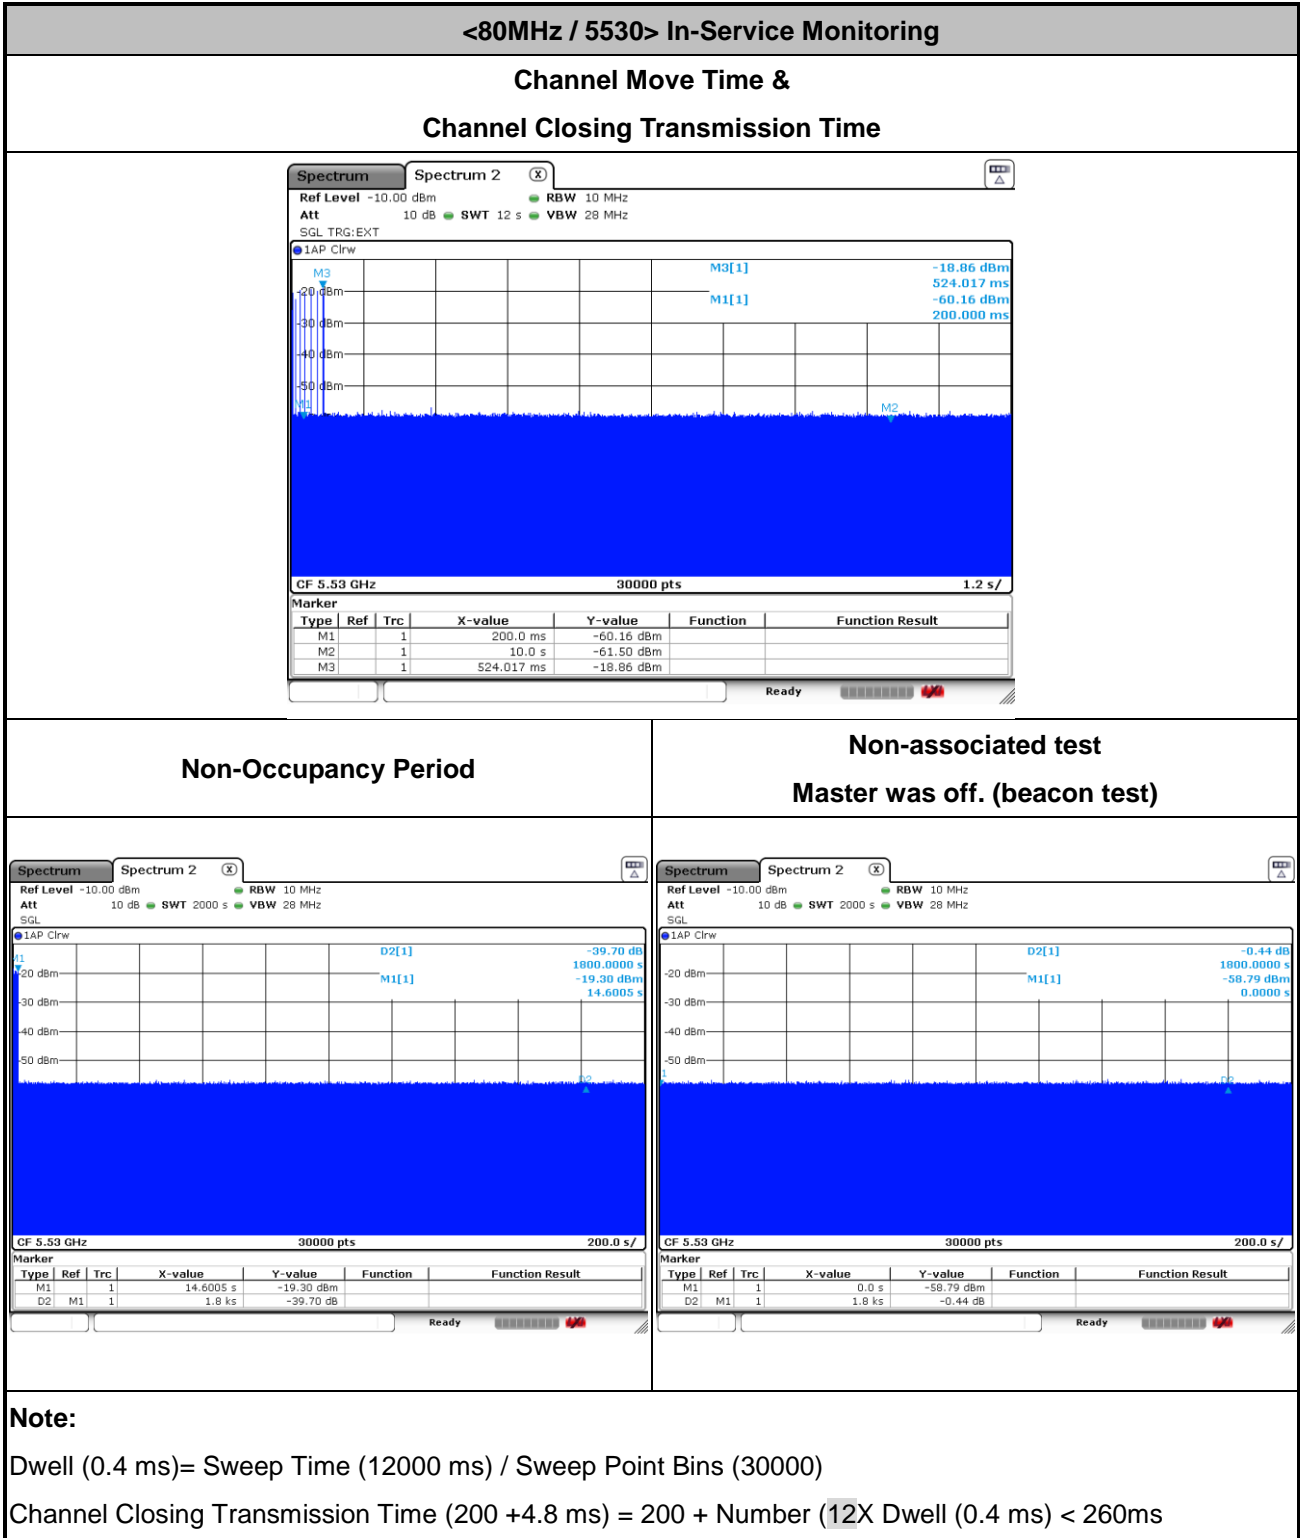 <80MHz / 5530> In-Service Monitoring
Channel Move Time &
Channel Closing Transmission Time
Spectrum Spectrum 2 X
Ref Level -10.00 dBm RBW 10 MHz
Att 10 dB SWT 12 s VBW 28 MHz
SGL TRG:EXT
1AP Clrw
M3[1] -18.86 dBm
524.017 ms
M1[1] -60.16 dBm
200.000 ms
M3
-20 dBm
-30 dBm
-40 dBm
-50 dBm
M1
M2
CF 5.53 GHz 30000 pts 1.2 s/
Marker
Type Ref Trc X-value Y-value Function Function Result
M1 1 200.0 ms -60.16 dBm
M2 1 10.0 s -61.50 dBm
M3 1 524.017 ms -18.86 dBm
Ready
Non-Occupancy Period
Non-associated test
Master was off. (beacon test)
Spectrum Spectrum 2 X
Ref Level -10.00 dBm RBW 10 MHz
Att 10 dB SWT 2000 s VBW 28 MHz
SGL
1AP Clrw
D2[1] -39.70 dB
1800.0000 s
M1[1] -19.30 dBm
14.6005 s
M1
-20 dBm
-30 dBm
-40 dBm
-50 dBm
D2
CF 5.53 GHz 30000 pts 200.0 s/
Marker
Type Ref Trc X-value Y-value Function Function Result
M1 1 14.6005 s -19.30 dBm
D2 M1 1 1.8 ks -39.70 dB
Ready
Spectrum Spectrum 2 X
Ref Level -10.00 dBm RBW 10 MHz
Att 10 dB SWT 2000 s VBW 28 MHz
SGL
1AP Clrw
D2[1] -0.44 dB
1800.0000 s
M1[1] -58.79 dBm
0.0000 s
-20 dBm
-30 dBm
-40 dBm
-50 dBm
1
D2
CF 5.53 GHz 30000 pts 200.0 s/
Marker
Type Ref Trc X-value Y-value Function Function Result
M1 1 0.0 s -58.79 dBm
D2 M1 1 1.8 ks -0.44 dB
Ready
Note:
Dwell (0.4 ms)= Sweep Time (12000 ms) / Sweep Point Bins (30000)
Channel Closing Transmission Time (200 +4.8 ms) = 200 + Number (12X Dwell (0.4 ms) < 260ms